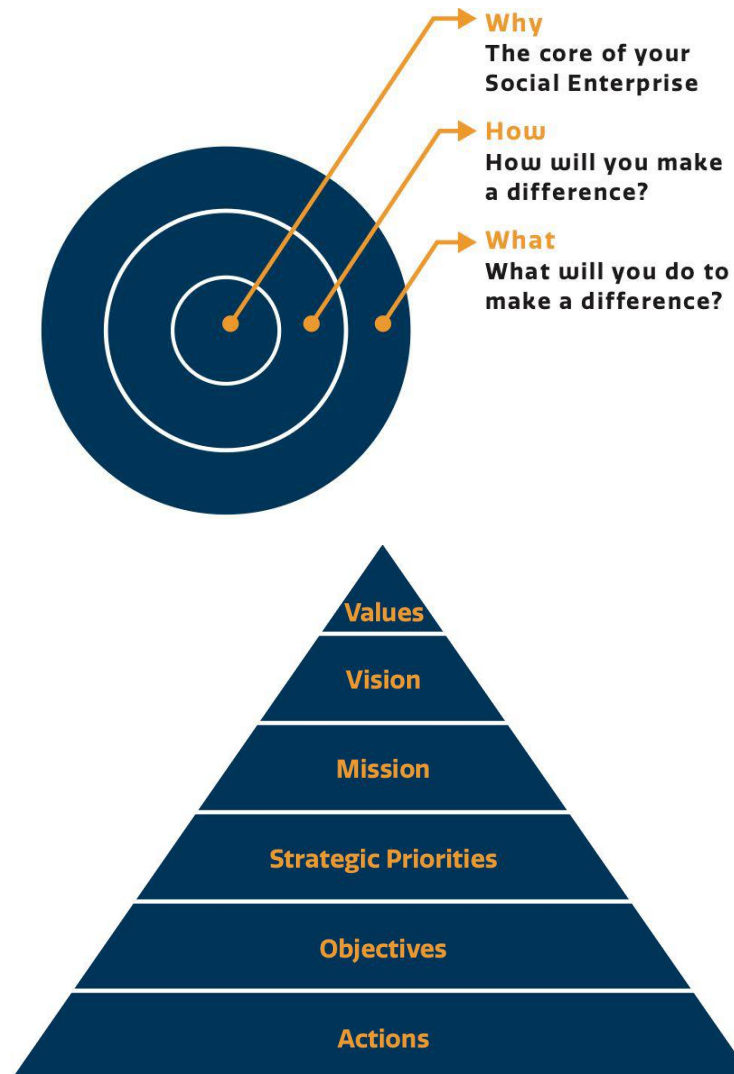 Why
The core of your
Social Enterprise
How
How will you make
a difference?
What
What will you do to
make a difference?
Values
Vision
Mission
Strategic Priorities
Objectives
Actions